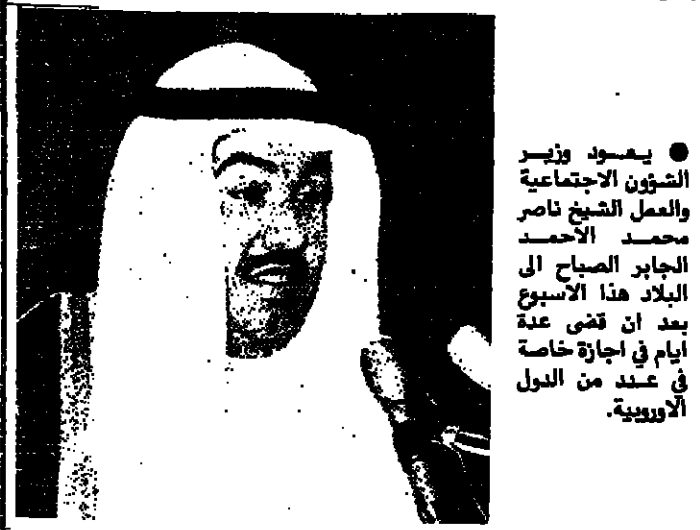 ● يعود وزير
الشؤون الاجتماعية
والعمل الشيخ ناصر
محمد الاحمد
الجابر الصباح الى
البلاد هذا الاسبوع
بعد ان قضى عدة
ايام في اجازة خاصة
في عدد من الدول
الاوروبية.